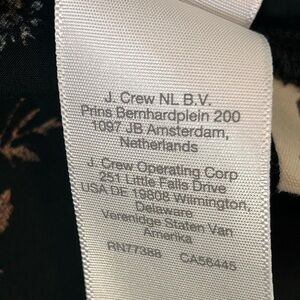 J. Crew NL B.V.
Prins Bernhardplein 200
1097 JB Amsterdam,
Netherlands
J. Crew Operating Corp
251 Little Falls Drive
USA DE 19808 Wilmington,
Delaware
Verenidge Staten Van
Amerika
RN77388 CA56445